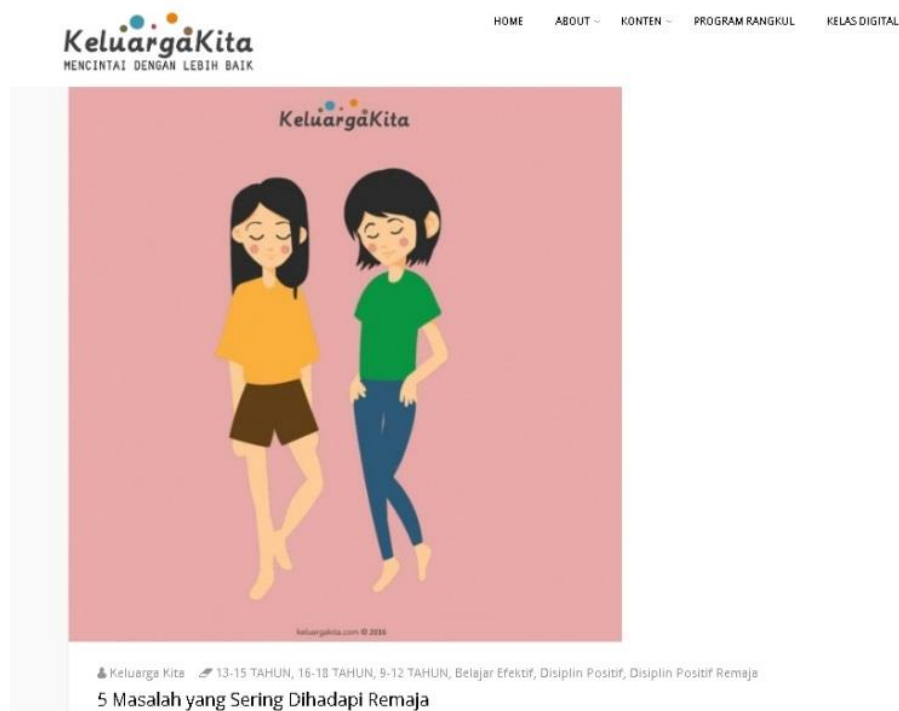 KeluargaKita
MENCINTAI DENGAN LEBIH BAIK
HOME ABOUT KONTEN PROGRAM RANGKUL KELAS DIGITAL
KeluargaKita
keluargakita.com © 2016
Keluarga Kita 13-15 TAHUN, 16-18 TAHUN, 9-12 TAHUN, Belajar Efektif, Disiplin Positif, Disiplin Positif Remaja
5 Masalah yang Sering Dihadapi Remaja